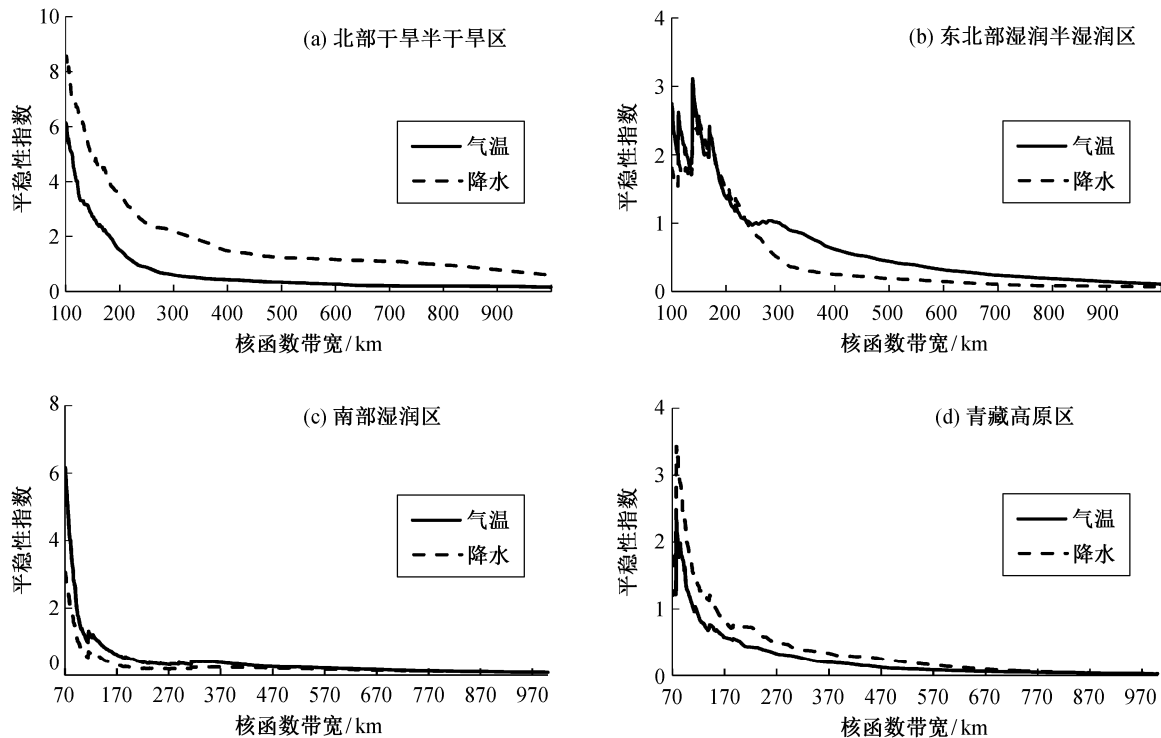 (a) 北部干旱半干旱区
平稳性指数
10
8
6
4
2
0
气温
降水
100 200 300 400 500 600 700 800 900
核函数带宽/km
(b) 东北部湿润半湿润区
平稳性指数
4
3
2
1
0
气温
降水
100 200 300 400 500 600 700 800 900
核函数带宽/km
(c) 南部湿润区
平稳性指数
8
6
4
2
0
气温
降水
70 170 270 370 470 570 670 770 870 970
核函数带宽/km
(d) 青藏高原区
平稳性指数
4
3
2
1
0
气温
降水
70 170 270 370 470 570 670 770 870 970
核函数带宽/km